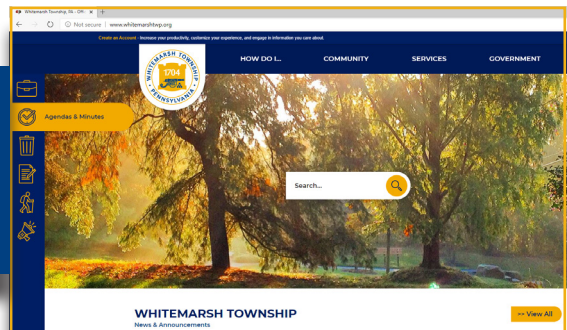 Whitemarsh Township, PA - Offi
Not secure | www.whitemarshtwp.org
Create an Account - Increase your productivity, customize your experience, and engage in information you care about.
WHITEMARSH TOWNSHIP
1704
PENNSYLVANIA
HOW DO I...
COMMUNITY
SERVICES
GOVERNMENT
Agendas & Minutes
Search...
WHITEMARSH TOWNSHIP
News & Announcements
>> View All